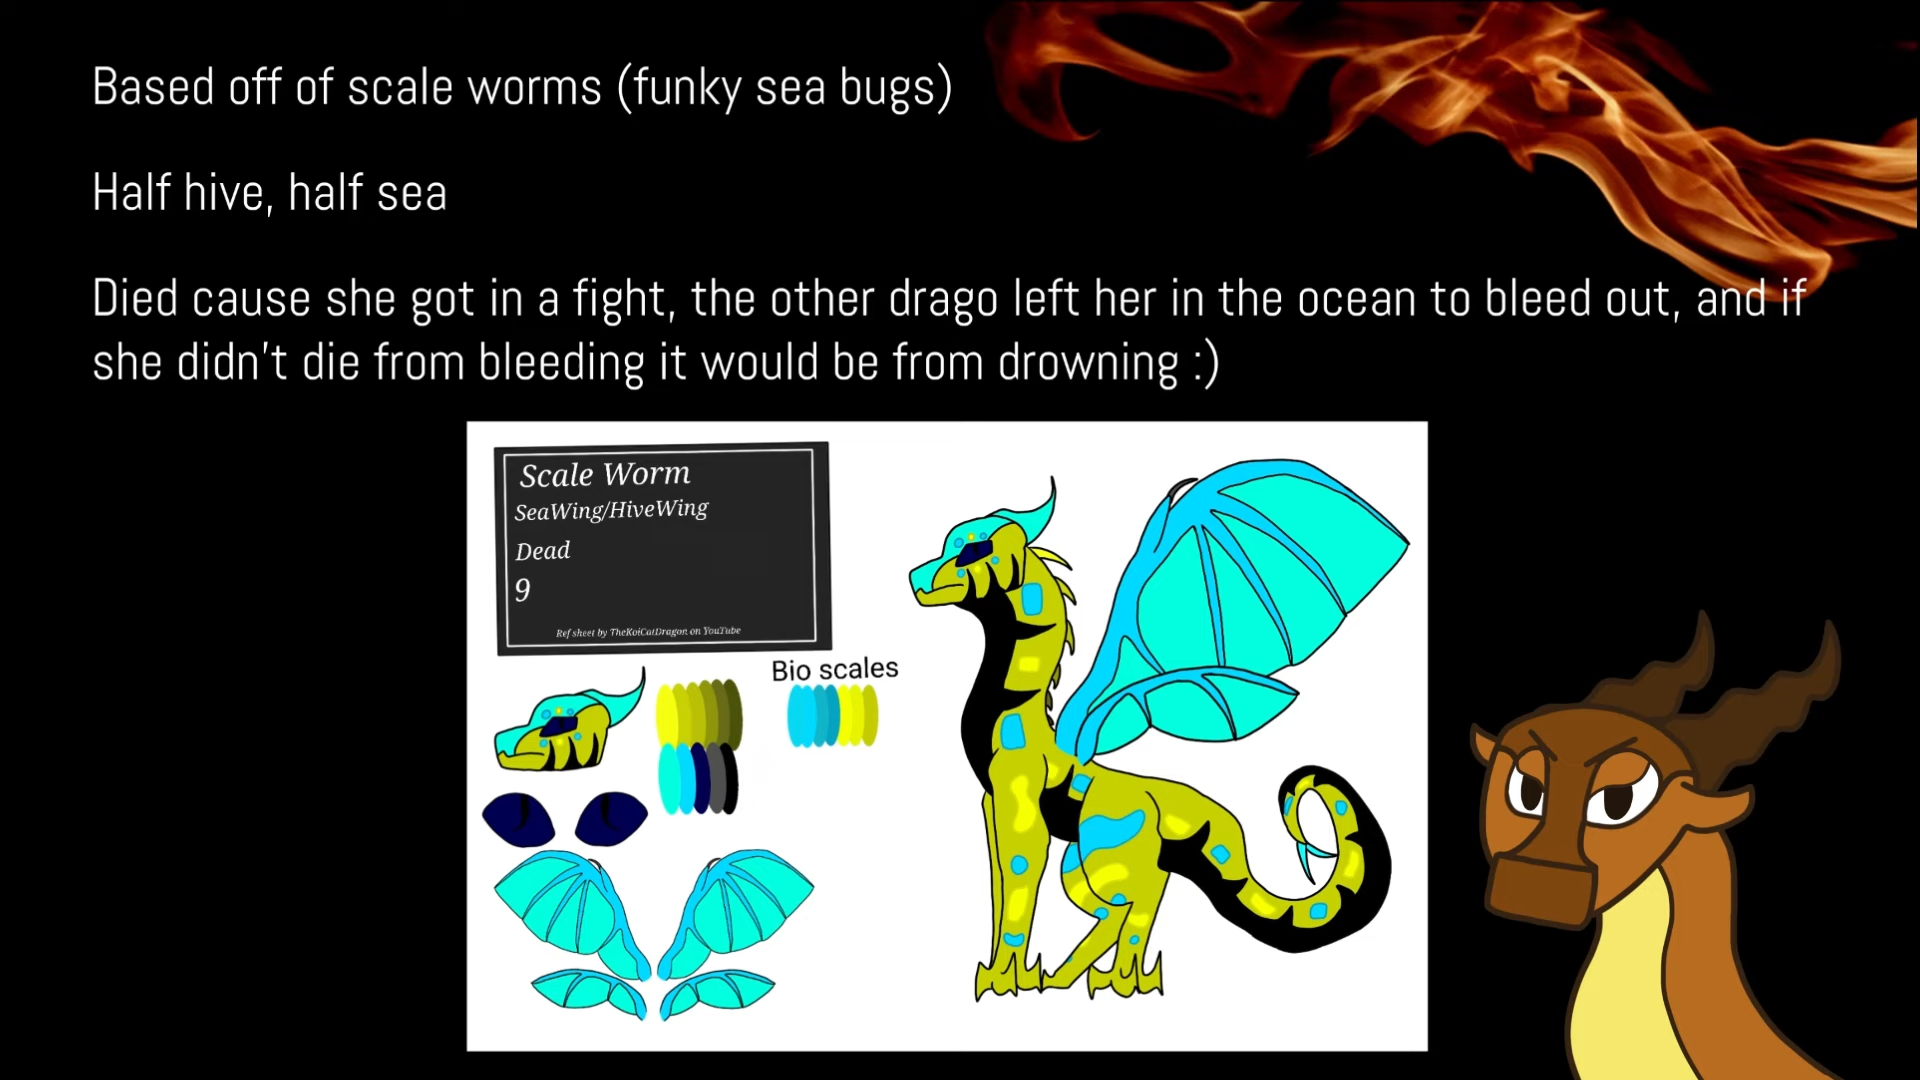 Based off of scale worms (funky sea bugs)
Half hive, half sea
Died cause she got in a fight, the other drago left her in the ocean to bleed out, and if
she didn't die from bleeding it would be from drowning :)
Scale Worm
SeaWing/HiveWing
Dead
9
Ref sheet by TheKoiCatDragon on YouTube
Bio scales